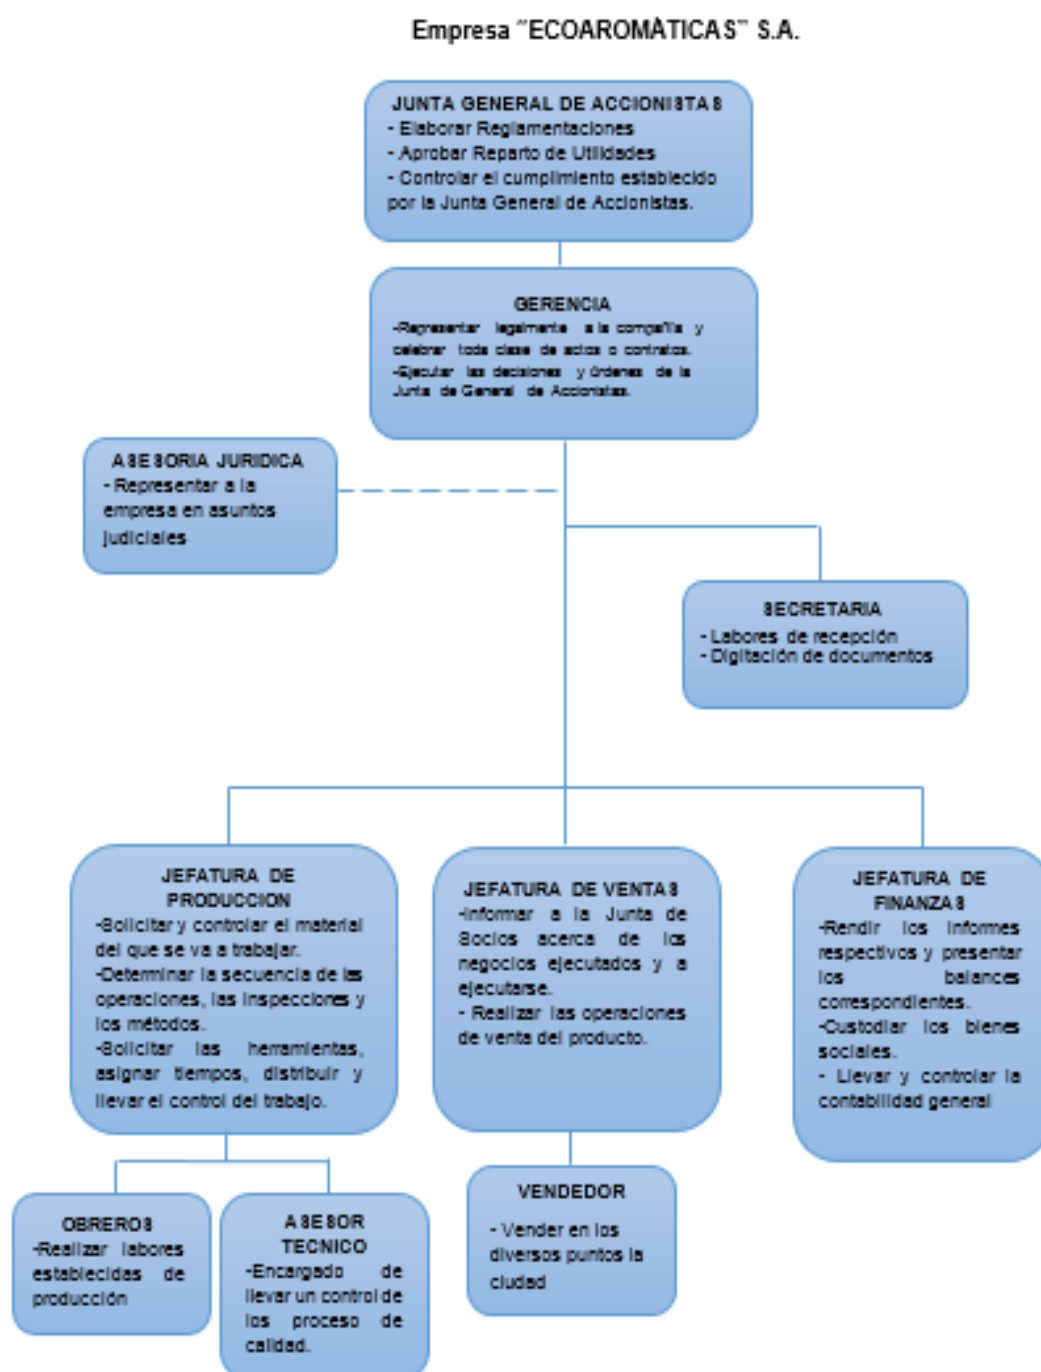 Empresa ˝ECOAROMÀTICAS˝ S.A.
JUNTA GENERAL DE ACCIONISTAS
- Elaborar Reglamentaciones
- Aprobar Reparto de Utilidades
- Controlar el cumplimiento establecido
por la Junta General de Accionistas.
GERENCIA
-Representar legalmente a la compañía y
celebrar toda clase de actos o contratos.
-Ejecutar las decisiones y órdenes de la
Junta de General de Accionistas.
ASESORIA JURIDICA
- Representar a la
empresa en asuntos
judiciales
SECRETARIA
- Labores de recepción
- Digitación de documentos
JEFATURA DE
PRODUCCION
-Solicitar y controlar el material
del que se va a trabajar.
-Determinar la secuencia de las
operaciones, las inspecciones y
los métodos.
-Solicitar las herramientas,
asignar tiempos, distribuir y
llevar el control del trabajo.
JEFATURA DE VENTAS
-Informar a la Junta de
Socios acerca de los
negocios ejecutados y a
ejecutarse.
- Realizar las operaciones
de venta del producto.
JEFATURA DE
FINANZAS
-Rendir los informes
respectivos y presentar
los balances
correspondientes.
-Custodiar los bienes
sociales.
- Llevar y controlar la
contabilidad general
OBREROS
-Realizar labores
establecidas de
producción
ASESOR
TECNICO
-Encargado de
llevar un control de
los proceso de
calidad.
VENDEDOR
- Vender en los
diversos puntos la
ciudad